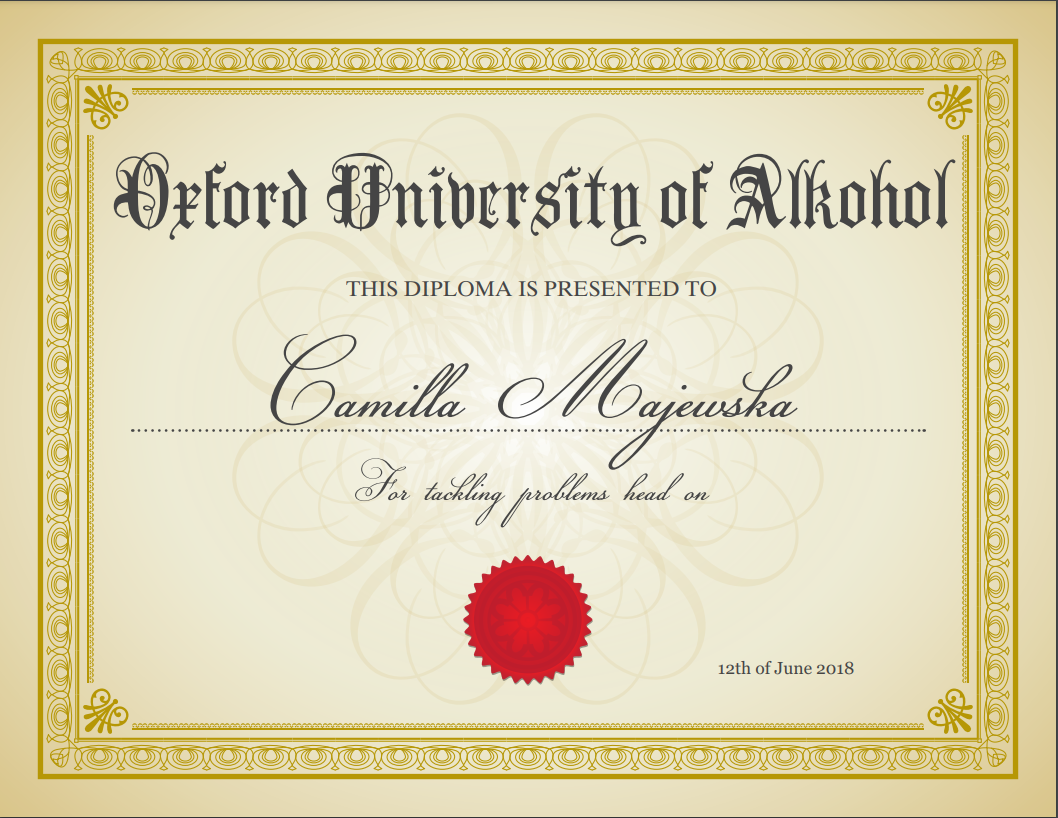 Oxford University of Alkohol
THIS DIPLOMA IS PRESENTED TO
Camilla Majewska
For tackling problems head on
12th of June 2018